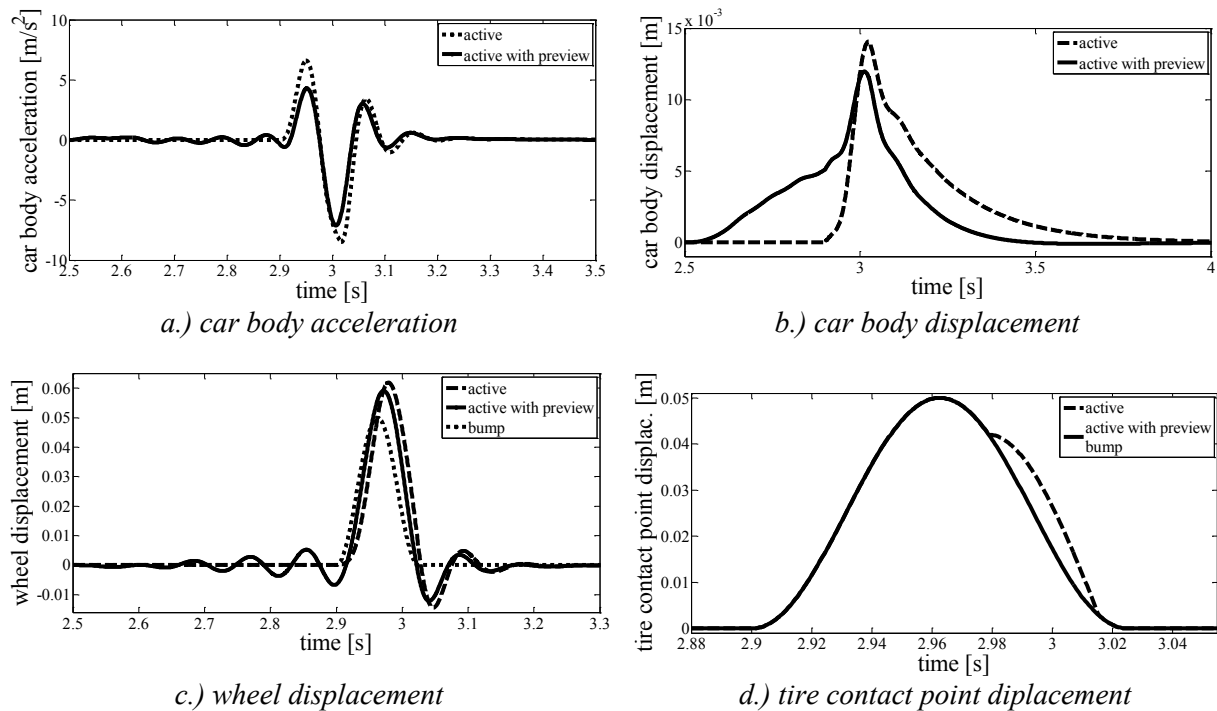 car body acceleration [m/s²]
10
5
0
-5
-10
active
active with preview
2.5 2.6 2.7 2.8 2.9 3 3.1 3.2 3.3 3.4 3.5
time [s]
a.) car body acceleration
car body displacement [m]
15 x 10⁻³
10
5
0
active
active with preview
2.5 3 3.5 4
time [s]
b.) car body displacement
wheel displacement [m]
0.06
0.05
0.04
0.03
0.02
0.01
0
-0.01
active
active with preview
bump
2.5 2.6 2.7 2.8 2.9 3 3.1 3.2 3.3
time [s]
c.) wheel displacement
tire contact point displac. [m]
0.05
0.04
0.03
0.02
0.01
0
active
active with preview
bump
2.88 2.9 2.92 2.94 2.96 2.98 3 3.02 3.04
time [s]
d.) tire contact point diplacement